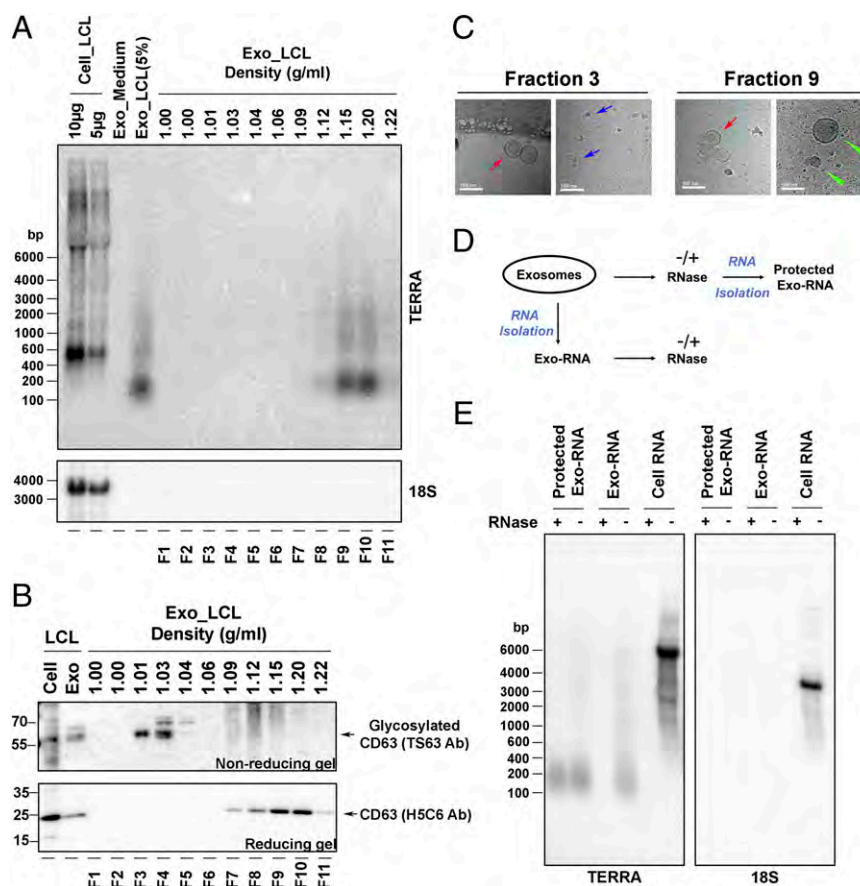 A
Cell_LCL
Exo_Medium
Exo_LCL(5%)
Exo_LCL
Density (g/ml)
10µg
5µg
1.00
1.00
1.01
1.03
1.04
1.06
1.09
1.12
1.15
1.20
1.22
bp
6000
4000
3000
2000
1000
600
400
200
100
TERRA
4000
3000
18S
F1
F2
F3
F4
F5
F6
F7
F8
F9
F10
F11
B
LCL
Exo_LCL
Density (g/ml)
Cell
Exo
1.00
1.00
1.01
1.03
1.04
1.06
1.09
1.12
1.15
1.20
1.22
70
55
Non-reducing gel
Glycosylated
CD63 (TS63 Ab)
35
25
15
Reducing gel
CD63 (H5C6 Ab)
F1
F2
F3
F4
F5
F6
F7
F8
F9
F10
F11
C
Fraction 3
Fraction 9
D
Exosomes
-/+
RNase
RNA
Isolation
Protected
Exo-RNA
RNA
Isolation
Exo-RNA
-/+
RNase
E
Protected
Exo-RNA
Exo-RNA
Cell RNA
Protected
Exo-RNA
Exo-RNA
Cell RNA
RNase + - + - + - + - + - + -
bp
6000
4000
3000
2000
1000
600
400
200
100
TERRA
18S